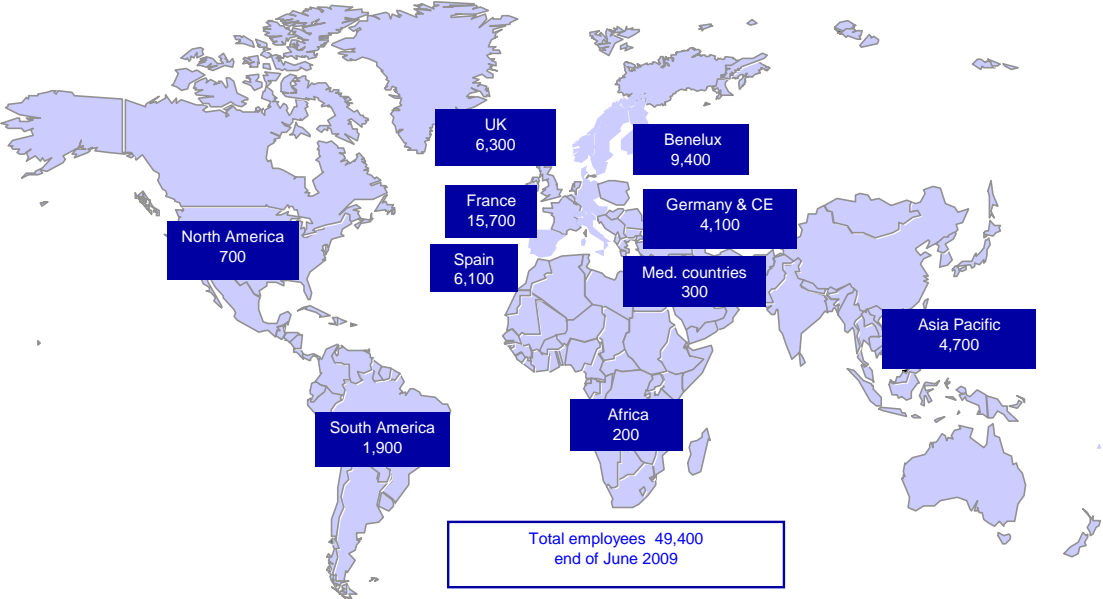 UK
6,300
Benelux
9,400
France
15,700
Germany & CE
4,100
North America
700
Spain
6,100
Med. countries
300
Asia Pacific
4,700
South America
1,900
Africa
200
Total employees  49,400
end of June 2009